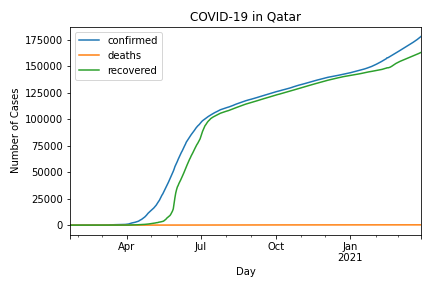 COVID-19 in Qatar
confirmed
deaths
recovered
Number of Cases
175000
150000
125000
100000
75000
50000
25000
0
Apr
Jul
Oct
Jan
2021
Day